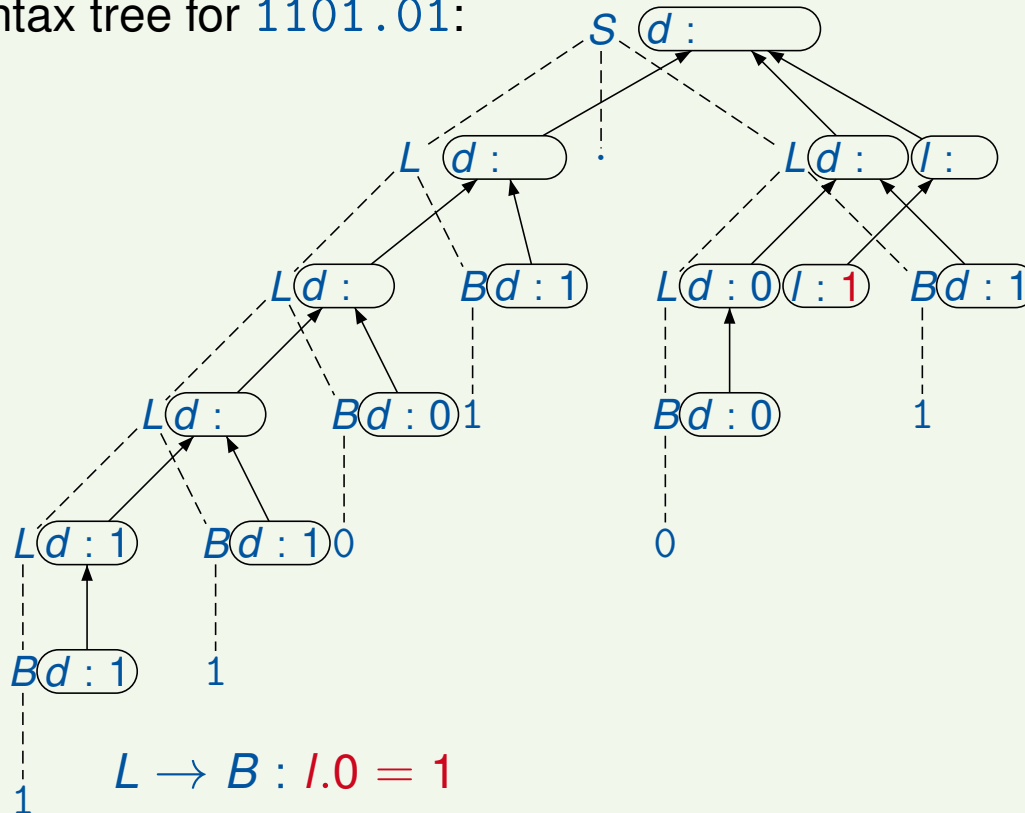 ntax tree for 1101.01:
S d :
L d : . L d : l :
L d : B d : 1 L d : 0 l : 1 B d : 1
L d : B d : 0 1 B d : 0 1
L d : 1 B d : 1 0 0
B d : 1 1
L → B : l.0 = 1
1